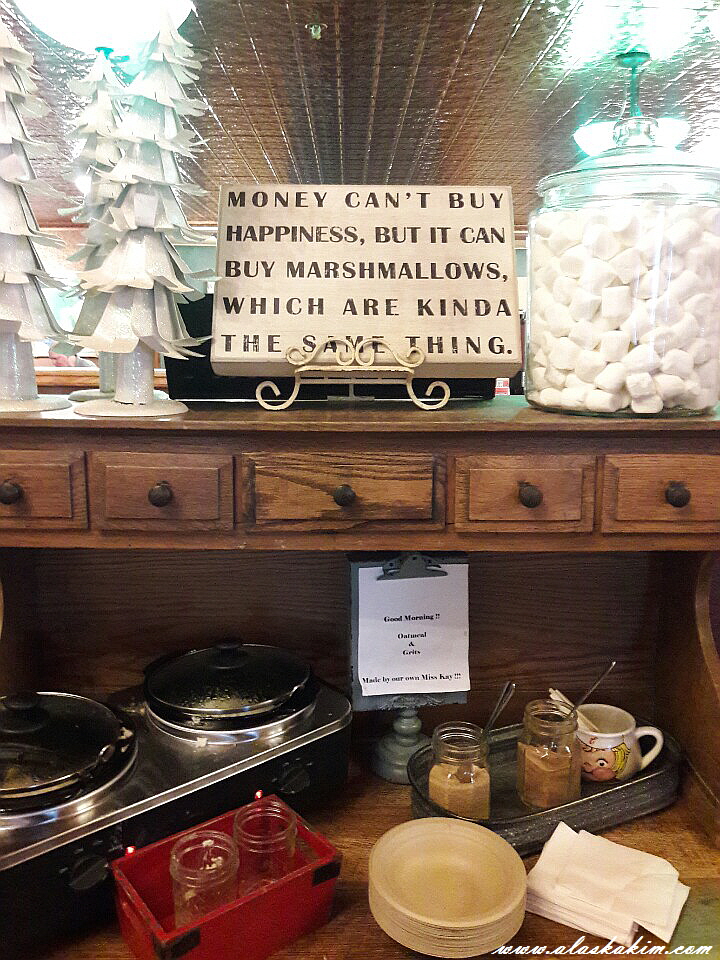 MONEY CAN'T BUY
HAPPINESS, BUT IT CAN
BUY MARSHMALLOWS,
WHICH ARE KINDA
THE SAME THING.
Good Morning !!
Oatmeal
&
Grits
Made by our own Miss Kay !!!
www.alaskakim.com